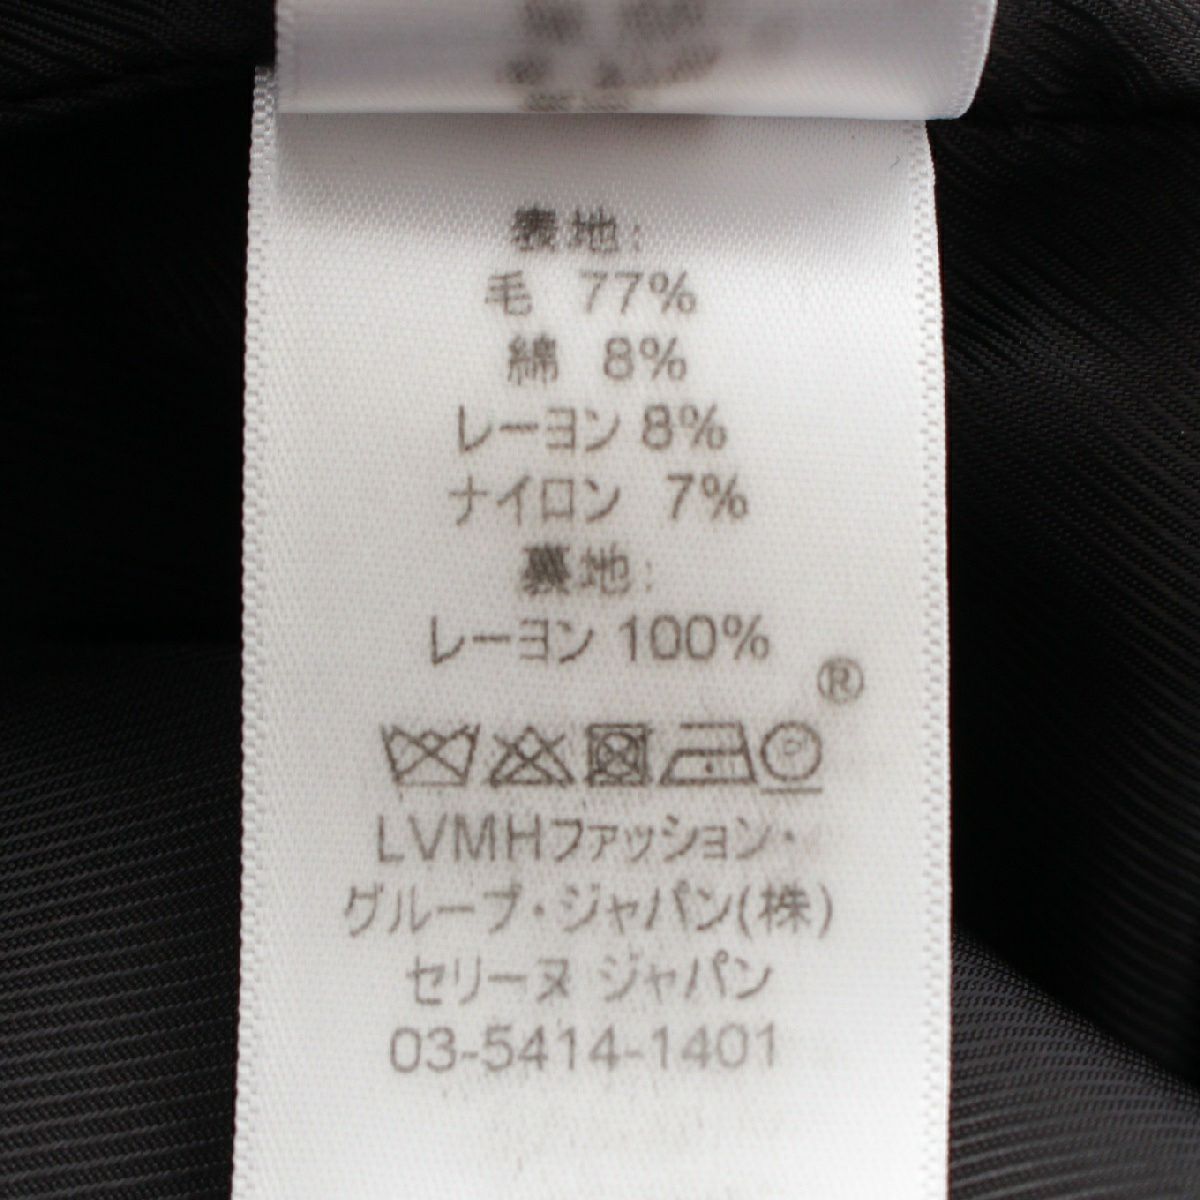 表地:
毛 77%
綿 8%
レーヨン 8%
ナイロン 7%
裏地:
レーヨン 100%
®
P
LVMHファッション・
グループ・ジャパン(株)
セリーヌ ジャパン
03-5414-1401